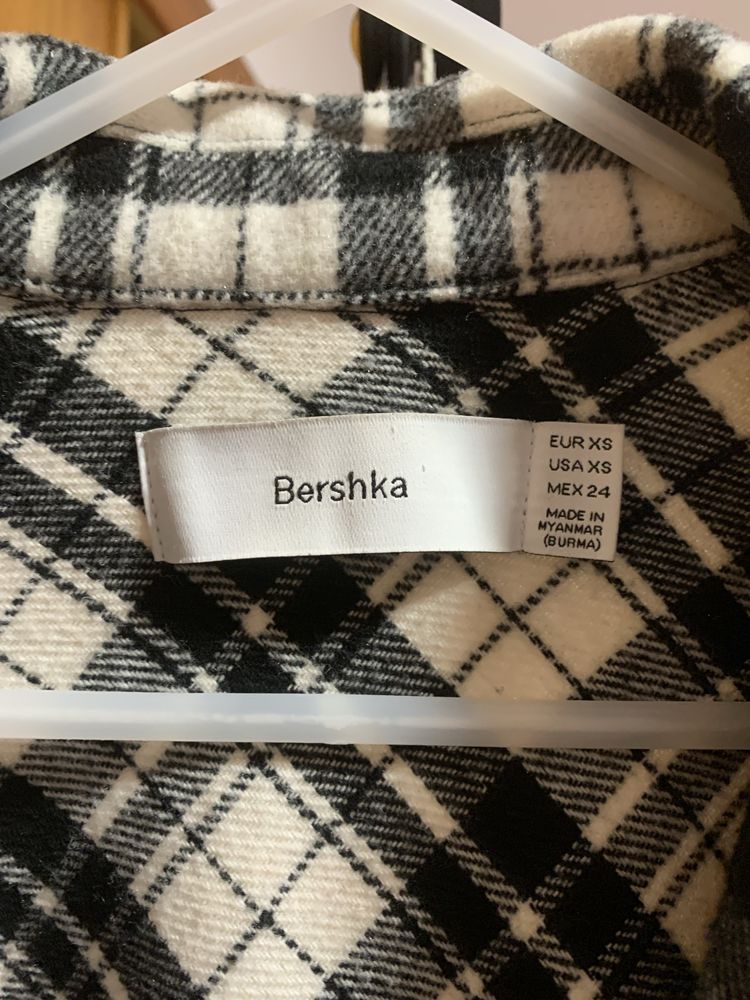 Bershka
EUR XS
USA XS
MEX 24
MADE IN
MYANMAR
(BURMA)